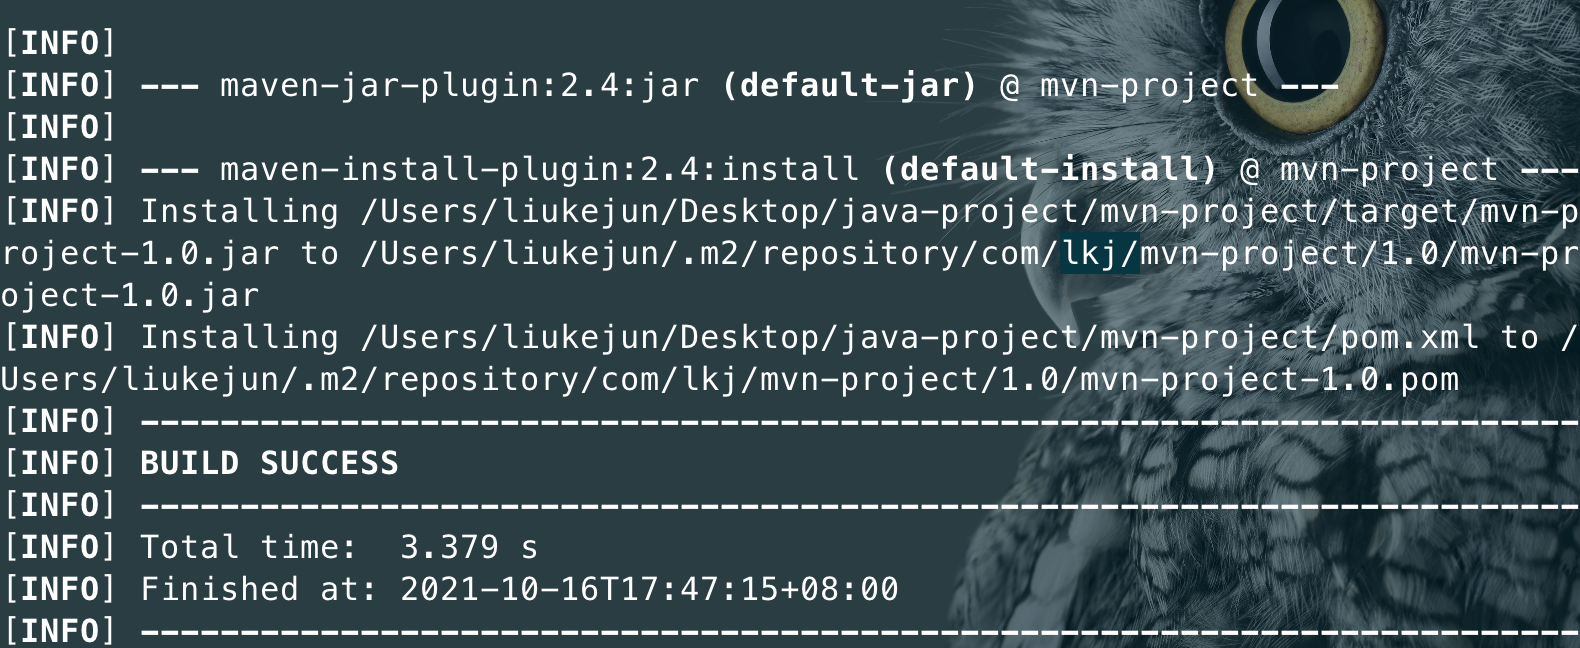 [INFO]
[INFO] --- maven-jar-plugin:2.4:jar (default-jar) @ mvn-project ---
[INFO]
[INFO] --- maven-install-plugin:2.4:install (default-install) @ mvn-project ---
[INFO] Installing /Users/liukejun/Desktop/java-project/mvn-project/target/mvn-p
roject-1.0.jar to /Users/liukejun/.m2/repository/com/lkj/mvn-project/1.0/mvn-pr
oject-1.0.jar
[INFO] Installing /Users/liukejun/Desktop/java-project/mvn-project/pom.xml to /
Users/liukejun/.m2/repository/com/lkj/mvn-project/1.0/mvn-project-1.0.pom
[INFO] ------------------------------------------------------------------------
[INFO] BUILD SUCCESS
[INFO] ------------------------------------------------------------------------
[INFO] Total time:  3.379 s
[INFO] Finished at: 2021-10-16T17:47:15+08:00
[INFO] ------------------------------------------------------------------------